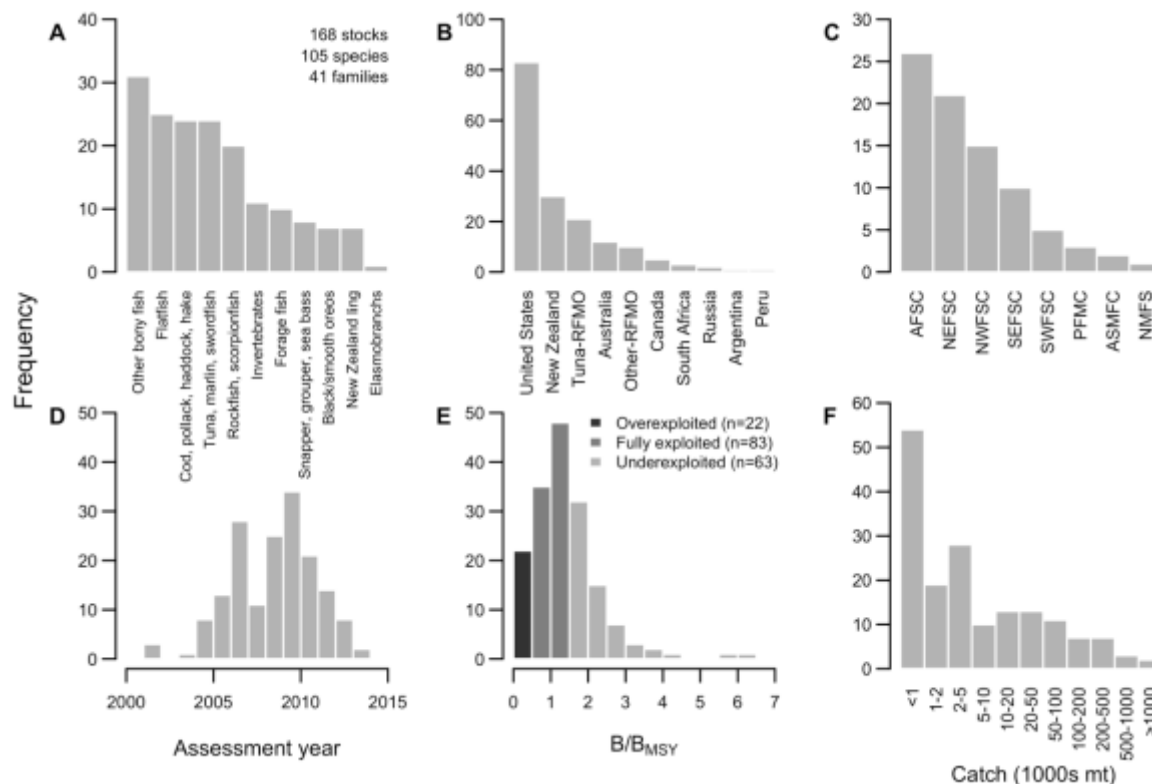 A
168 stocks
105 species
41 families
40
30
20
10
0
Other bony fish
Flatfish
Cod, pollack, haddock, hake
Tuna, marlin, swordfish
Rockfish, scorpionfish
Invertebrates
Forage fish
Snapper, grouper, sea bass
Black/smooth oreos
New Zealand ling
Elasmobranchs
B
100
80
60
40
20
0
United States
New Zealand
Tuna-RFMO
Australia
Other-RFMO
Canada
South Africa
Russia
Argentina
Peru
C
30
25
20
15
10
5
0
AFSC
NEFSC
NWFSC
SEFSC
SWFSC
PFMC
ASMFC
NMFS
Frequency
D
50
40
30
20
10
0
2000 2005 2010 2015
Assessment year
E
Overexploited (n=22)
Fully exploited (n=83)
Underexploited (n=63)
50
40
30
20
10
0
0 1 2 3 4 5 6 7
B/BMSY
F
60
50
40
30
20
10
0
<1
1-2
2-5
5-10
10-20
20-50
50-100
100-200
200-500
500-1000
>1000
Catch (1000s mt)